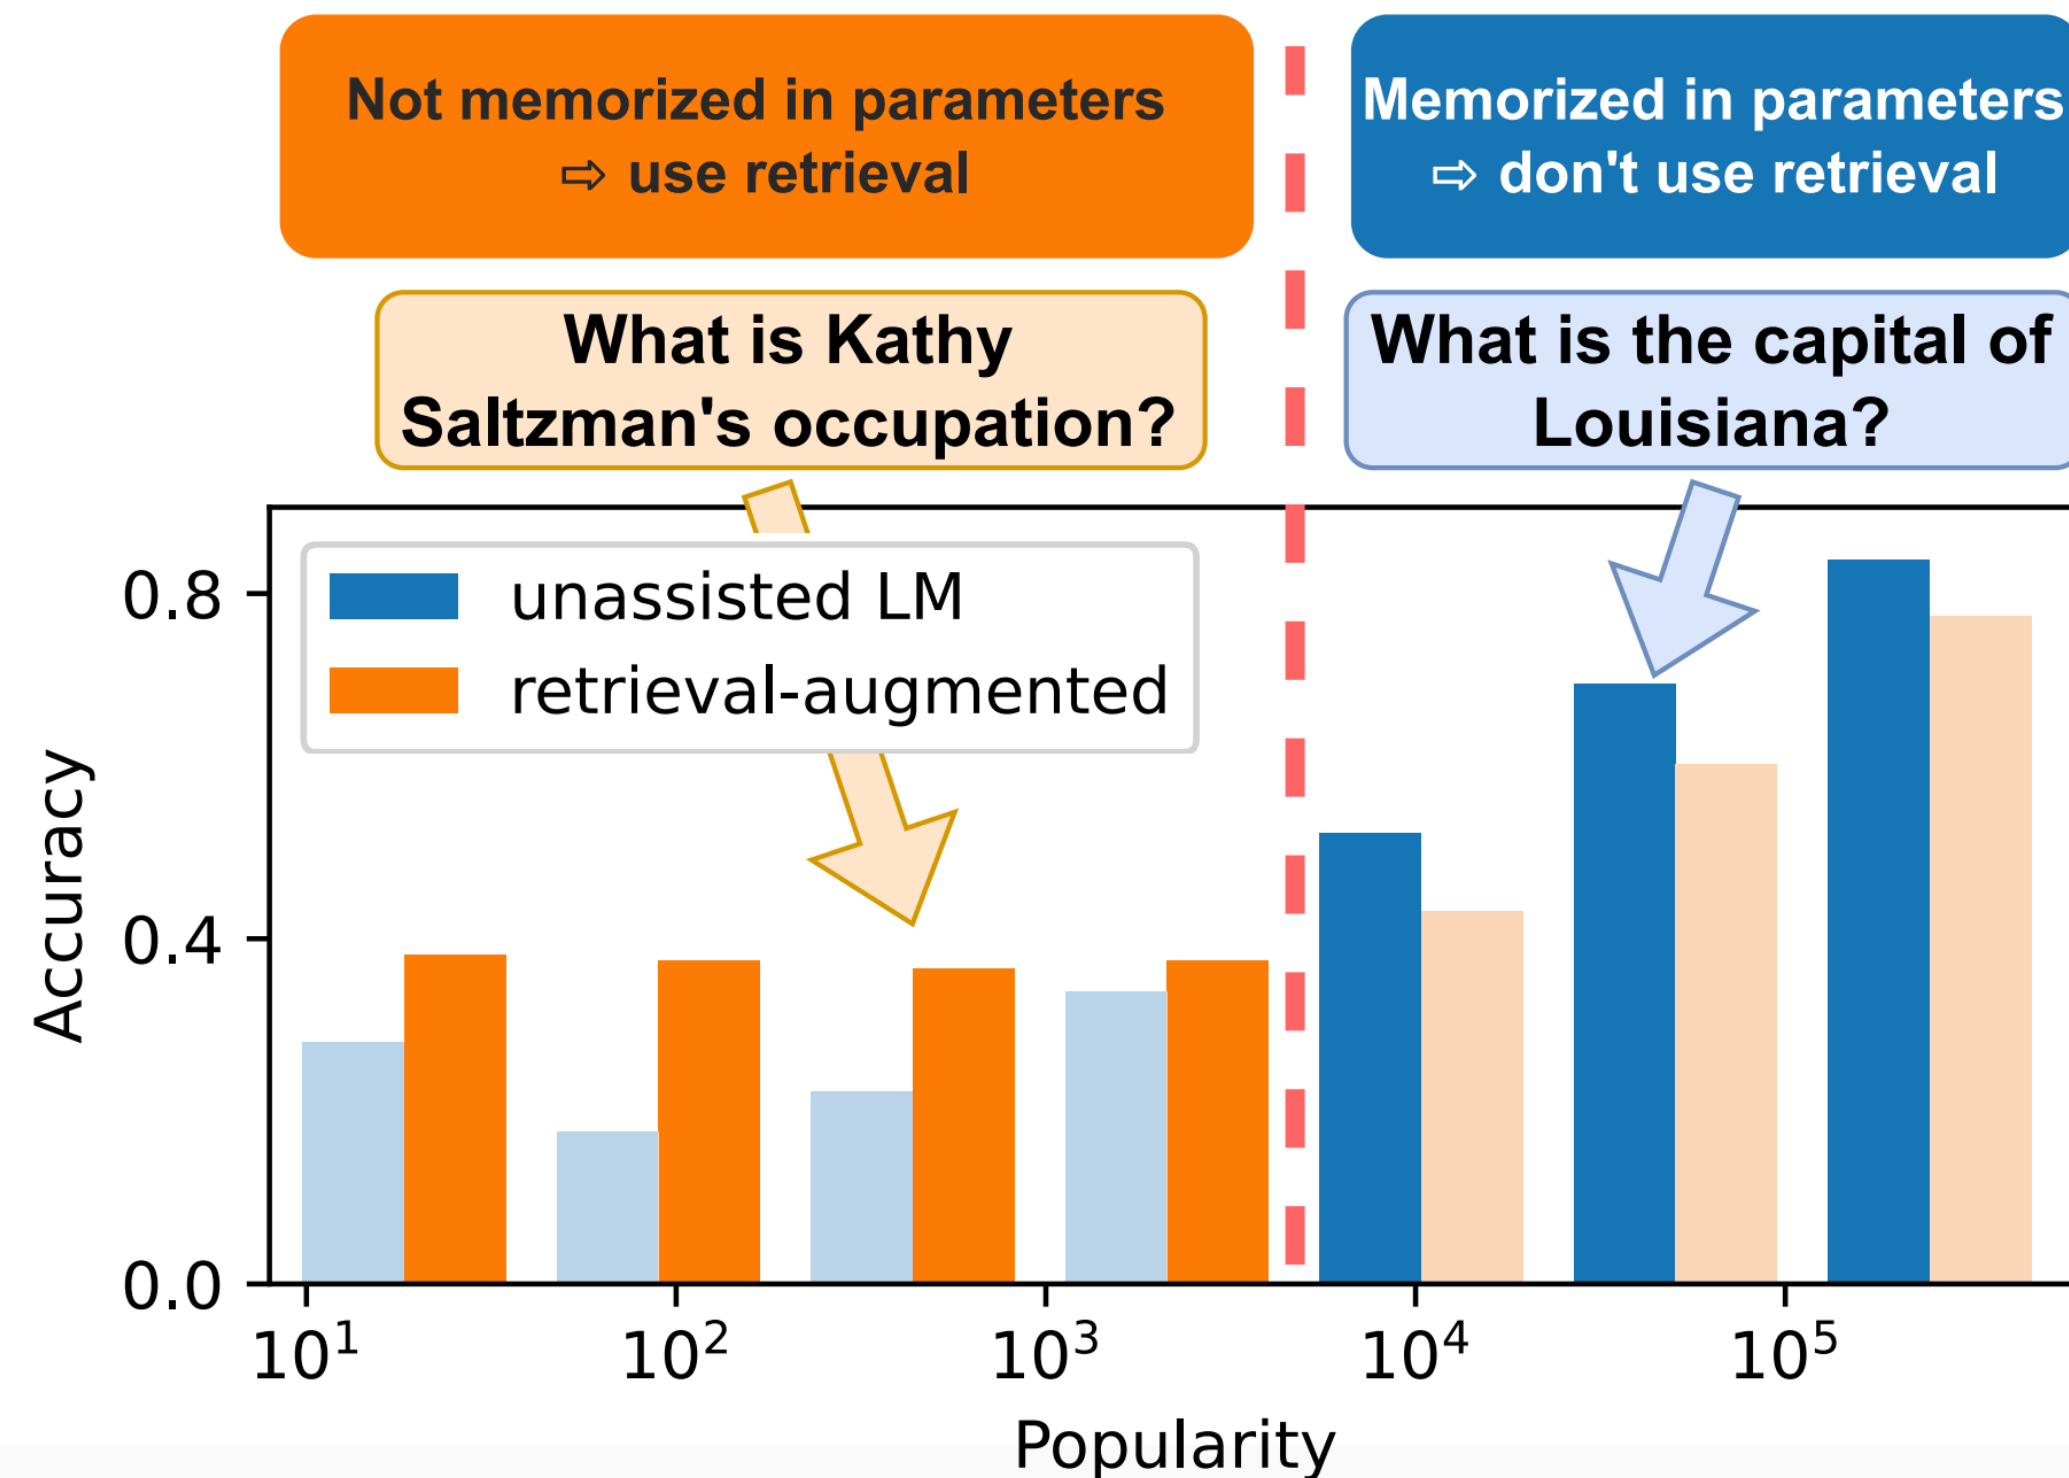 Not memorized in parameters
⇨ use retrieval
Memorized in parameters
⇨ don't use retrieval
What is Kathy
Saltzman's occupation?
What is the capital of
Louisiana?
unassisted LM
retrieval-augmented
Accuracy
0.8
0.4
0.0
10¹ 10² 10³ 10⁴ 10⁵
Popularity